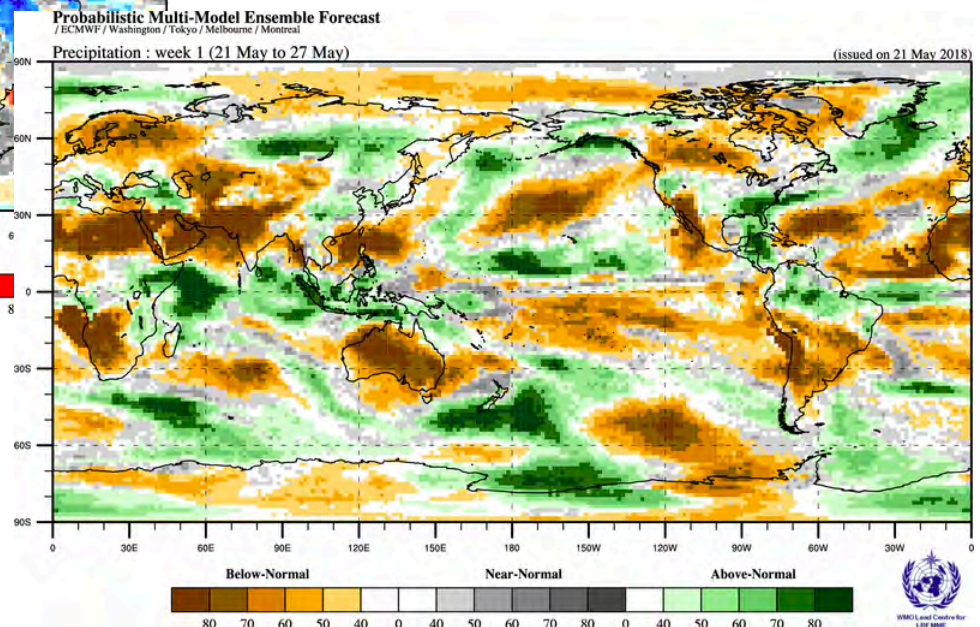 Probabilistic Multi-Model Ensemble Forecast
/ ECMWF / Washington / Tokyo / Melbourne / Montreal
Precipitation : week 1 (21 May to 27 May)
(issued on 21 May 2018)
90N
60N
30N
0
30S
60S
90S
6
8
0 30E 60E 90E 120E 150E 180 150W 120W 90W 60W 30W 0
Below-Normal Near-Normal Above-Normal
80 70 60 50 40 0 40 50 60 70 80 0 40 50 60 70 80
WMO Lead Centre for
LRFMME